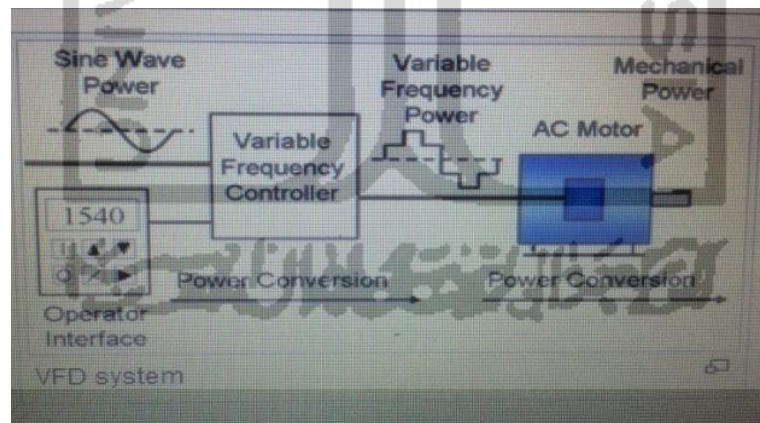 Sine Wave
Power
Variable
Frequency
Power
Mechanical
Power
AC Motor
Variable
Frequency
Controller
1540
Power Conversion
Power Conversion
Operator
Interface
VFD system